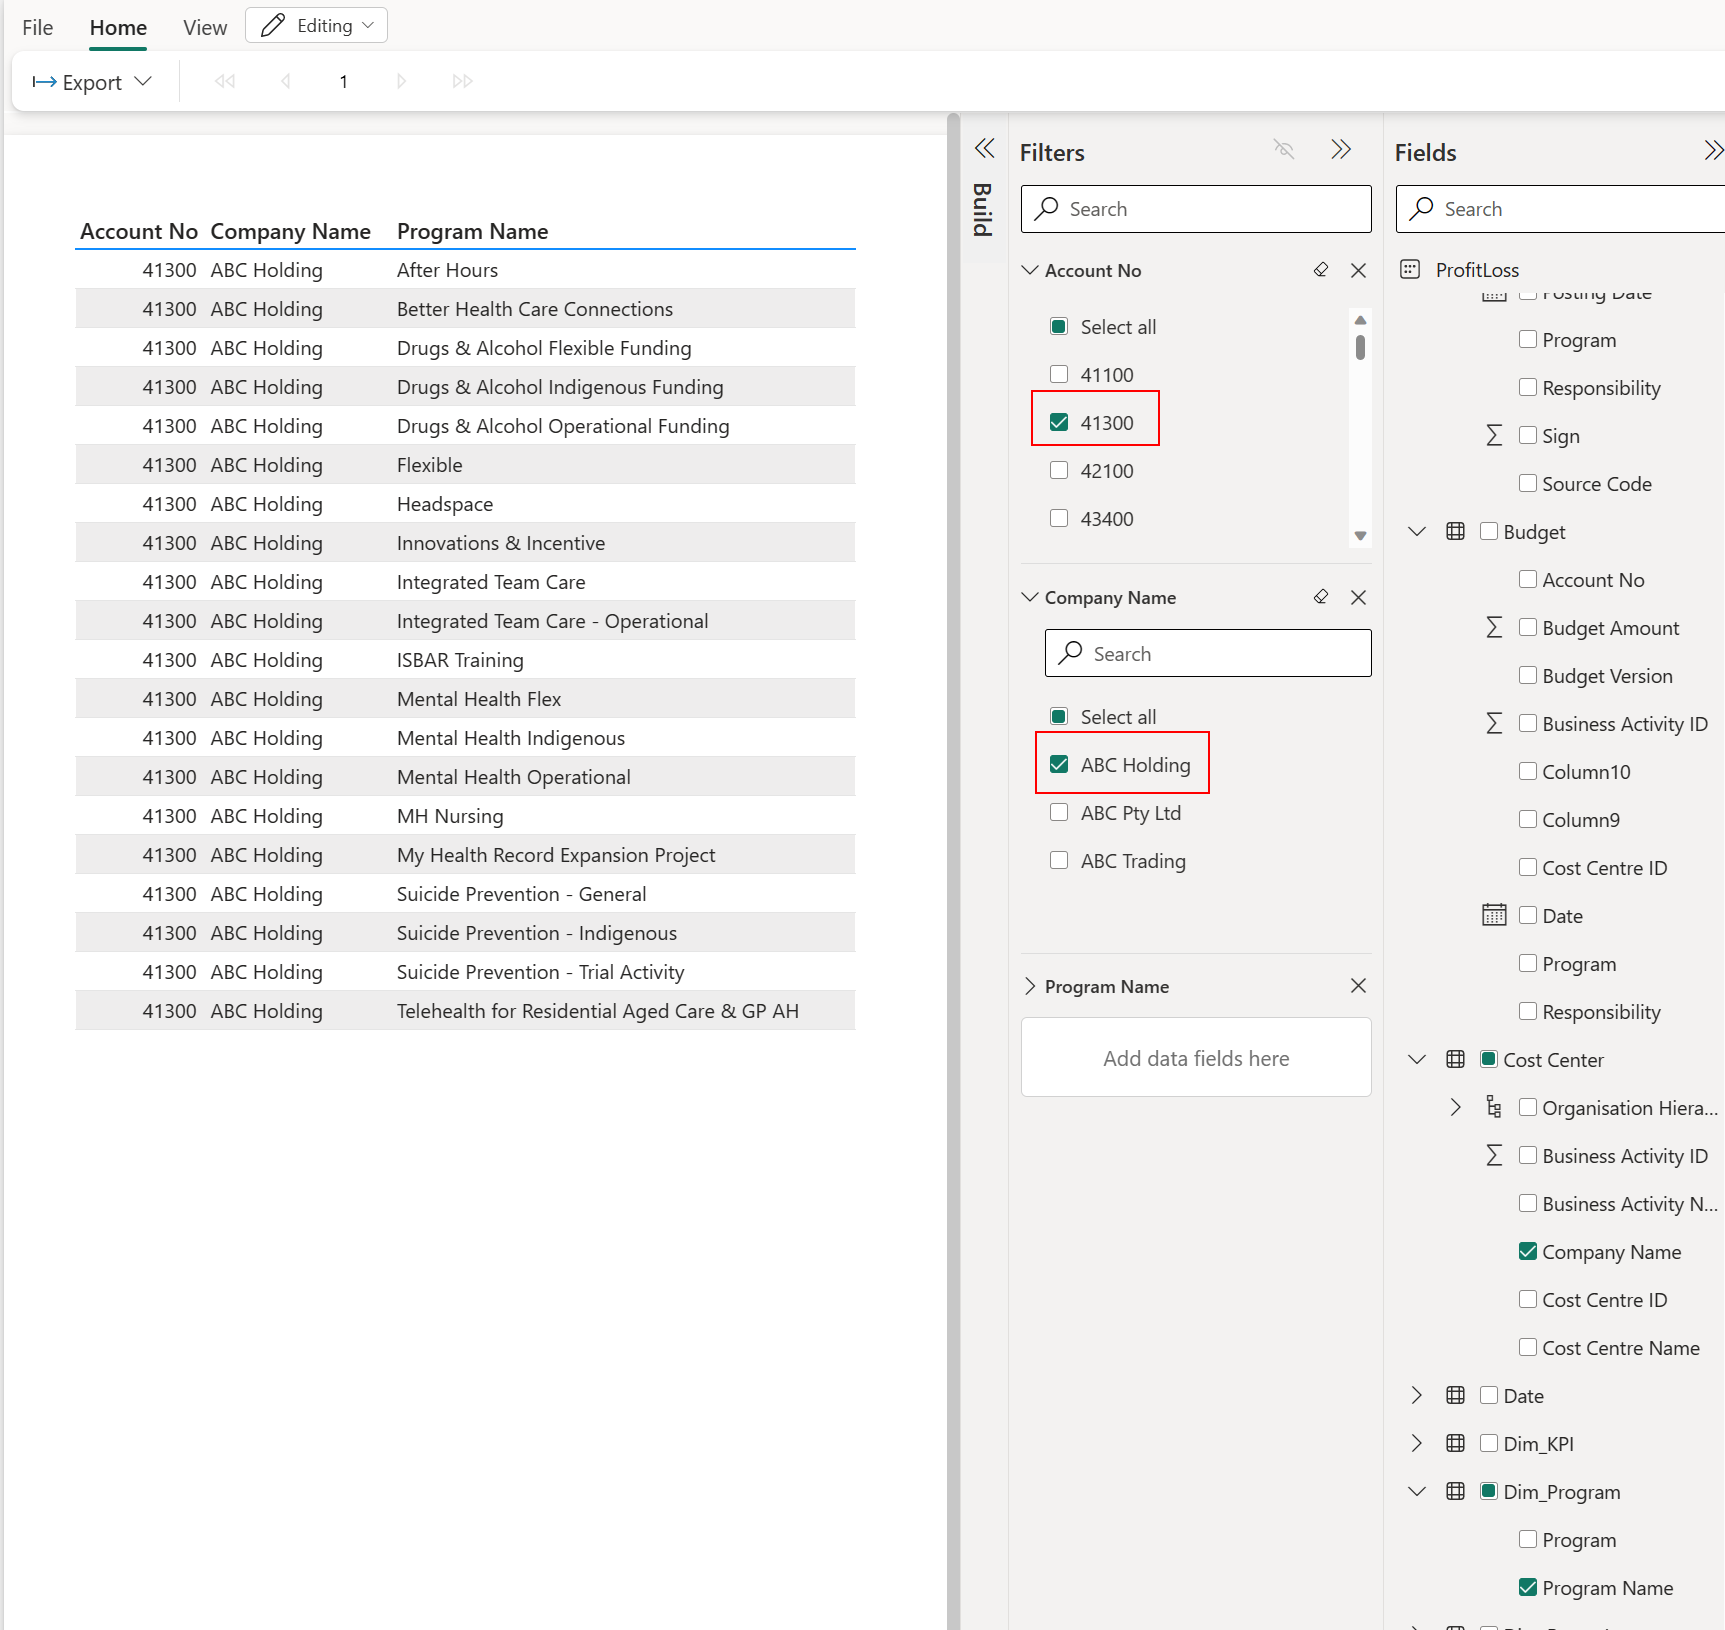 File Home View Editing
Export 1
Build
Account No Company Name Program Name
41300 ABC Holding After Hours
41300 ABC Holding Better Health Care Connections
41300 ABC Holding Drugs & Alcohol Flexible Funding
41300 ABC Holding Drugs & Alcohol Indigenous Funding
41300 ABC Holding Drugs & Alcohol Operational Funding
41300 ABC Holding Flexible
41300 ABC Holding Headspace
41300 ABC Holding Innovations & Incentive
41300 ABC Holding Integrated Team Care
41300 ABC Holding Integrated Team Care - Operational
41300 ABC Holding ISBAR Training
41300 ABC Holding Mental Health Flex
41300 ABC Holding Mental Health Indigenous
41300 ABC Holding Mental Health Operational
41300 ABC Holding MH Nursing
41300 ABC Holding My Health Record Expansion Project
41300 ABC Holding Suicide Prevention - General
41300 ABC Holding Suicide Prevention - Indigenous
41300 ABC Holding Suicide Prevention - Trial Activity
41300 ABC Holding Telehealth for Residential Aged Care & GP AH
Filters
Search
Account No
Select all
41100
41300
42100
43400
Company Name
Search
Select all
ABC Holding
ABC Pty Ltd
ABC Trading
Program Name
Add data fields here
Fields
Search
ProfitLoss
Posting Date
Program
Responsibility
Sign
Source Code
Budget
Account No
Budget Amount
Budget Version
Business Activity ID
Column10
Column9
Cost Centre ID
Date
Program
Responsibility
Cost Center
Organisation Hiera...
Business Activity ID
Business Activity N...
Company Name
Cost Centre ID
Cost Centre Name
Date
Dim_KPI
Dim_Program
Program
Program Name